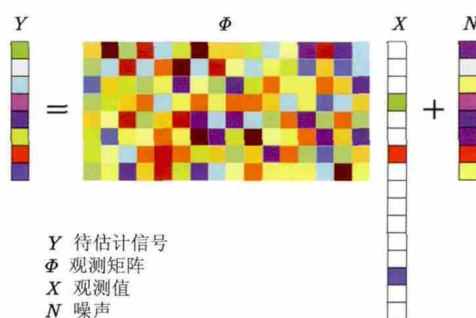 Y Φ X N
= +
Y 待估计信号
Φ 观测矩阵
X 观测值
N 噪声